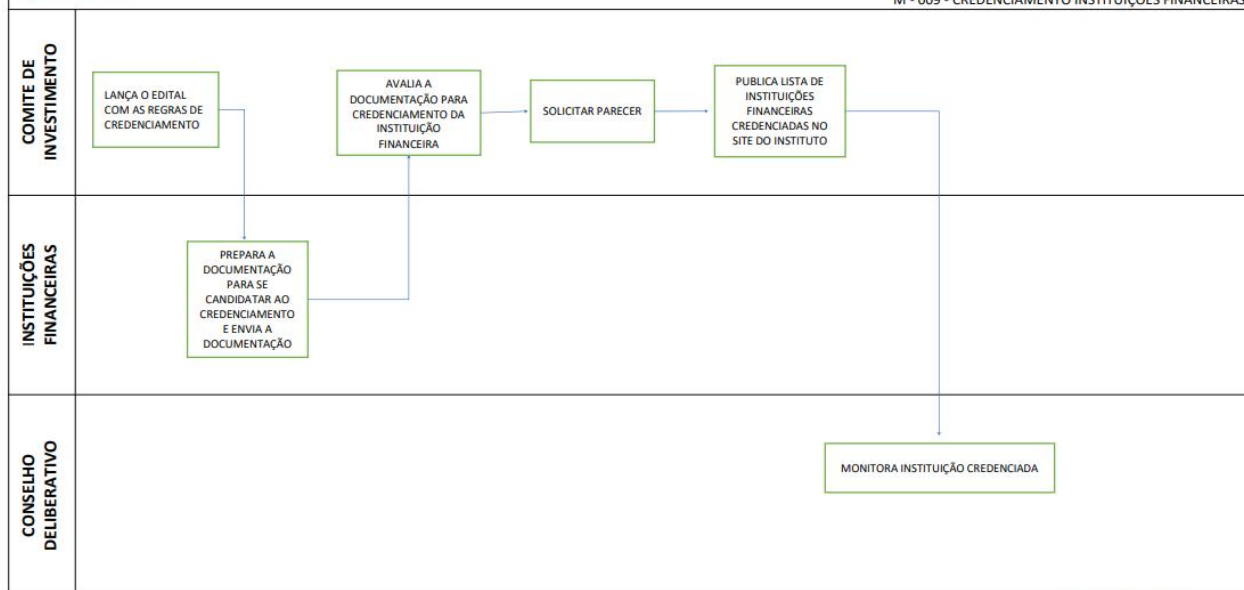 M - 009 - CREDENCIAMENTO INSTITUIÇÕES FINANCEIRAS
COMITE DE
INVESTIMENTO
LANÇA O EDITAL
COM AS REGRAS DE
CREDENCIAMENTO
AVALIA A
DOCUMENTAÇÃO PARA
CREDENCIAMENTO DA
INSTITUIÇÃO
FINANCEIRA
SOLICITAR PARECER
PUBLICA LISTA DE
INSTITUIÇÕES
FINANCEIRAS
CREDENCIADAS NO
SITE DO INSTITUTO
INSTITUIÇÕES
FINANCEIRAS
PREPARA A
DOCUMENTAÇÃO
PARA SE
CANDIDATAR AO
CREDENCIAMENTO
E ENVIA A
DOCUMENTAÇÃO
CONSELHO
DELIBERATIVO
MONITORA INSTITUIÇÃO CREDENCIADA